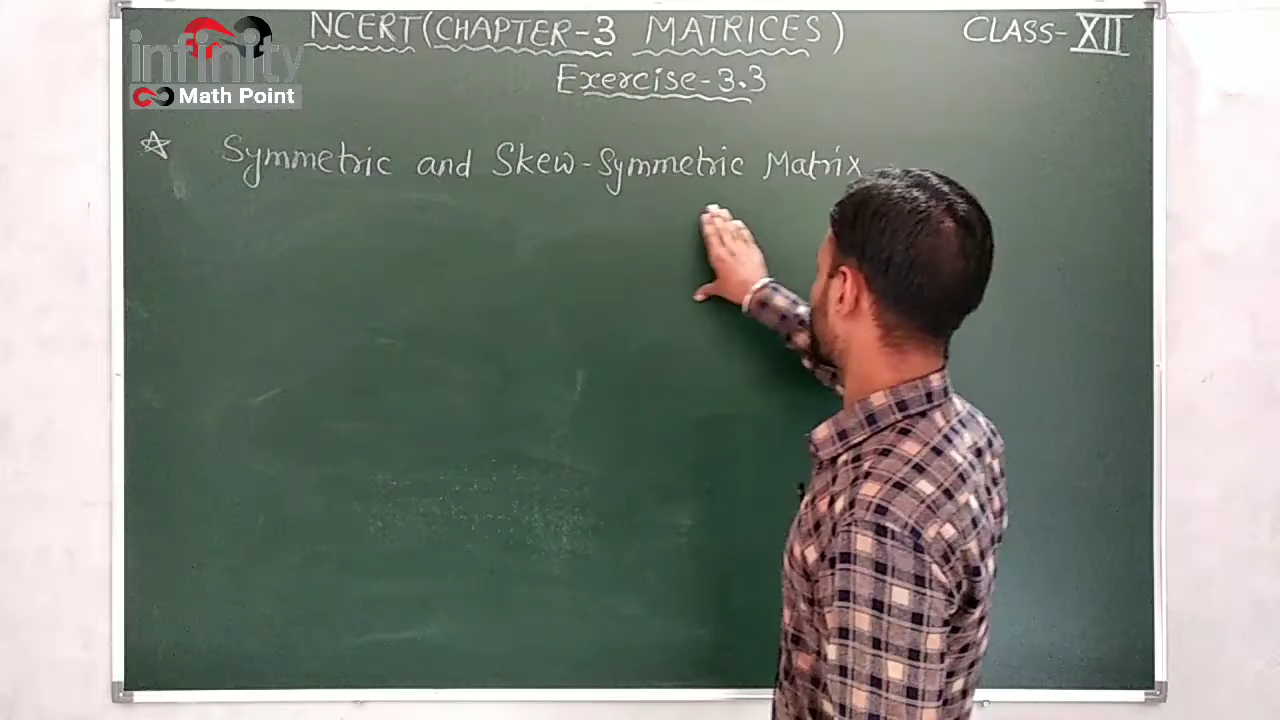 NCERT (CHAPTER-3 MATRICES)
CLASS-XII
infinity
Math Point
Exercise-3.3
☆ Symmetric and Skew-Symmetric Matrix